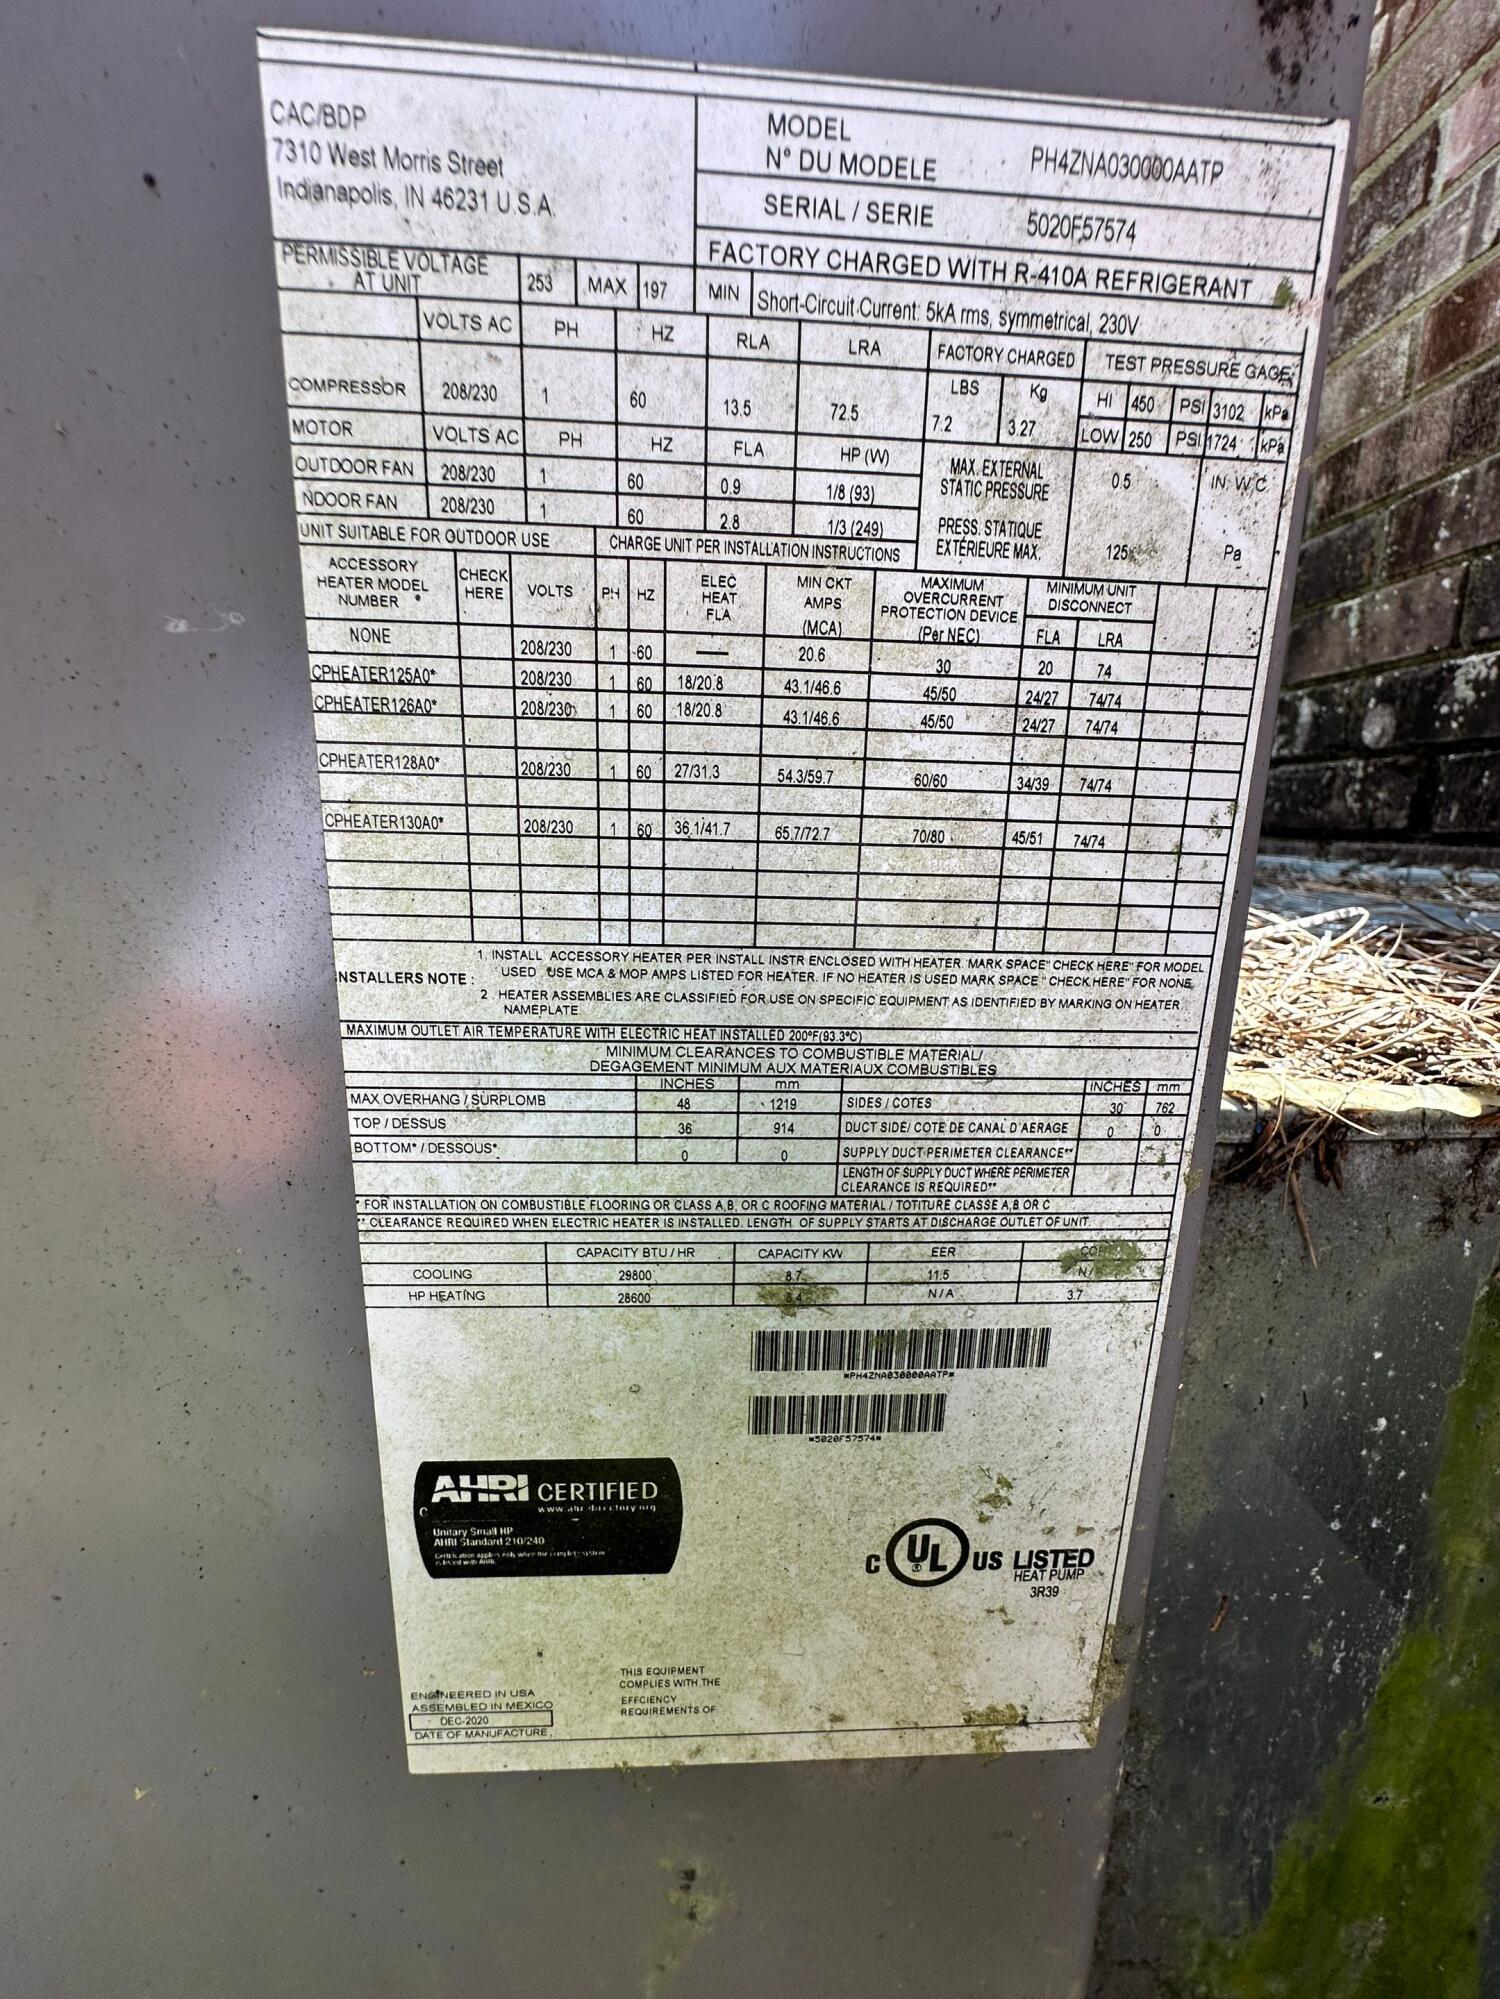 CAC/BDP
7310 West Morris Street
Indianapolis, IN 46231 U.S.A.
MODEL
N° DU MODELE PH4ZNA030000AATP
SERIAL / SERIE 5020F57574
FACTORY CHARGED WITH R-410A REFRIGERANT
PERMISSIBLE VOLTAGE
AT UNIT 253 MAX 197 MIN Short-Circuit Current: 5kA rms, symmetrical, 230V
VOLTS AC PH HZ RLA LRA FACTORY CHARGED TEST PRESSURE GAGE
COMPRESSOR 208/230 1 60 13.5 72.5 LBS Kg HI 450 PSI 3102 kPa
7.2 3.27 LOW 250 PSI 1724 kPa
MOTOR VOLTS AC PH HZ FLA HP (W)
OUTDOOR FAN 208/230 1 60 0.9 1/8 (93) MAX. EXTERNAL
STATIC PRESSURE 0.5 IN. W.C.
NDOOR FAN 208/230 1 60 2.8 1/3 (249) PRESS. STATIQUE
EXTÉRIEURE MAX. 125 Pa
UNIT SUITABLE FOR OUTDOOR USE CHARGE UNIT PER INSTALLATION INSTRUCTIONS
ACCESSORY
HEATER MODEL
NUMBER CHECK
HERE VOLTS PH HZ ELEC
HEAT
FLA MIN CKT
AMPS
(MCA) MAXIMUM
OVERCURRENT
PROTECTION DEVICE
(Per NEC) MINIMUM UNIT
DISCONNECT
FLA LRA
NONE 208/230 1 60 — 20.6 30 20 74
CPHEATER125A0* 208/230 1 60 18/20.8 43.1/46.6 45/50 24/27 74/74
CPHEATER126A0* 208/230 1 60 18/20.8 43.1/46.6 45/50 24/27 74/74
CPHEATER128A0* 208/230 1 60 27/31.3 54.3/59.7 60/60 34/39 74/74
CPHEATER130A0* 208/230 1 60 36.1/41.7 65.7/72.7 70/80 45/51 74/74
INSTALLERS NOTE : 1. INSTALL ACCESSORY HEATER PER INSTALL INSTR ENCLOSED WITH HEATER. MARK SPACE" CHECK HERE" FOR MODEL
USED. USE MCA & MOP AMPS LISTED FOR HEATER. IF NO HEATER IS USED MARK SPACE "CHECK HERE" FOR NONE.
2 . HEATER ASSEMBLIES ARE CLASSIFIED FOR USE ON SPECIFIC EQUIPMENT AS IDENTIFIED BY MARKING ON HEATER
NAMEPLATE
MAXIMUM OUTLET AIR TEMPERATURE WITH ELECTRIC HEAT INSTALLED 200°F(93.3°C)
MINIMUM CLEARANCES TO COMBUSTIBLE MATERIAL/
DEGAGEMENT MINIMUM AUX MATERIAUX COMBUSTIBLES
INCHES mm INCHES mm
MAX.OVERHANG / SURPLOMB 48 1219 SIDES / COTES 30 762
TOP / DESSUS 36 914 DUCT SIDE/ COTE DE CANAL D'AERAGE 0 0
BOTTOM* / DESSOUS* 0 0 SUPPLY DUCT PERIMETER CLEARANCE**
LENGTH OF SUPPLY DUCT WHERE PERIMETER
CLEARANCE IS REQUIRED**
* FOR INSTALLATION ON COMBUSTIBLE FLOORING OR CLASS A,B, OR C ROOFING MATERIAL / TOTITURE CLASSE A,B OR C
** CLEARANCE REQUIRED WHEN ELECTRIC HEATER IS INSTALLED. LENGTH OF SUPPLY STARTS AT DISCHARGE OUTLET OF UNIT.
CAPACITY BTU / HR CAPACITY KW EER
COOLING 29800 8.7 11.5
HP HEATING 28600 N/A 3.7
*PH4ZNA030000AATP*
*5020F57574*
AHRI CERTIFIED
www.ahridirectory.org
Unitary Small HP
AHRI Standard 210/240
Certification applies only when the complete system
is listed with AHRI.
C UL US LISTED
HEAT PUMP
3R39
THIS EQUIPMENT
COMPLIES WITH THE
EFFCIENCY
REQUIREMENTS OF
ENGINEERED IN USA
ASSEMBLED IN MEXICO
DEC-2020
DATE OF MANUFACTURE.